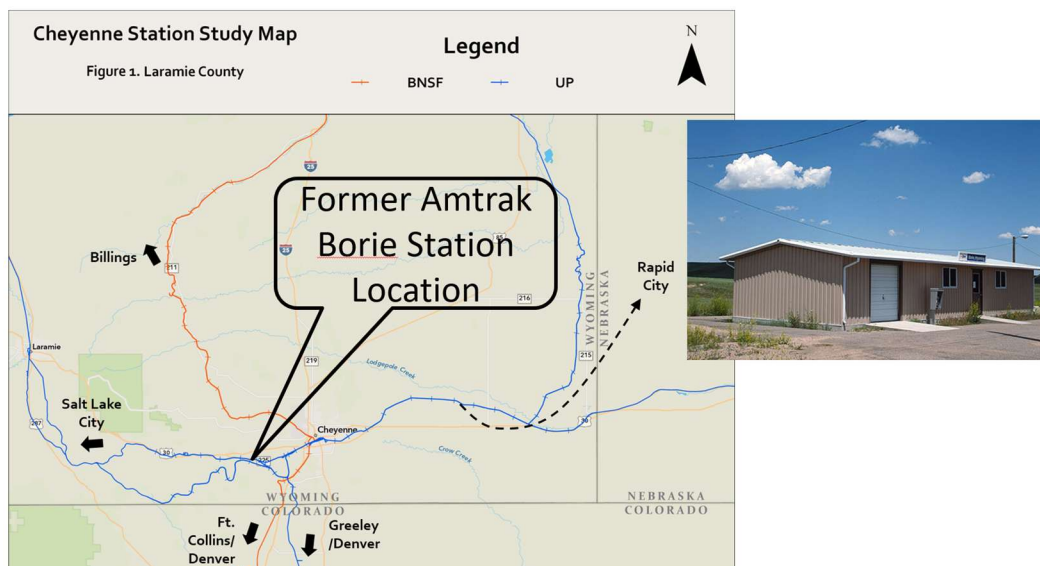 Cheyenne Station Study Map
Figure 1. Laramie County
Legend
BNSF
UP
N
25
Former Amtrak
Borie Station
Location
Billings
211
25
85
216
WYOMING
NEBRASKA
Rapid
City
Laramie
219
Lodgepole Creek
215
Salt Lake
City
287
Cheyenne
30
30
225
Crow Creek
WYOMING
COLORADO
NEBRASKA
COLORADO
Ft.
Collins/
Denver
Greeley
/Denver